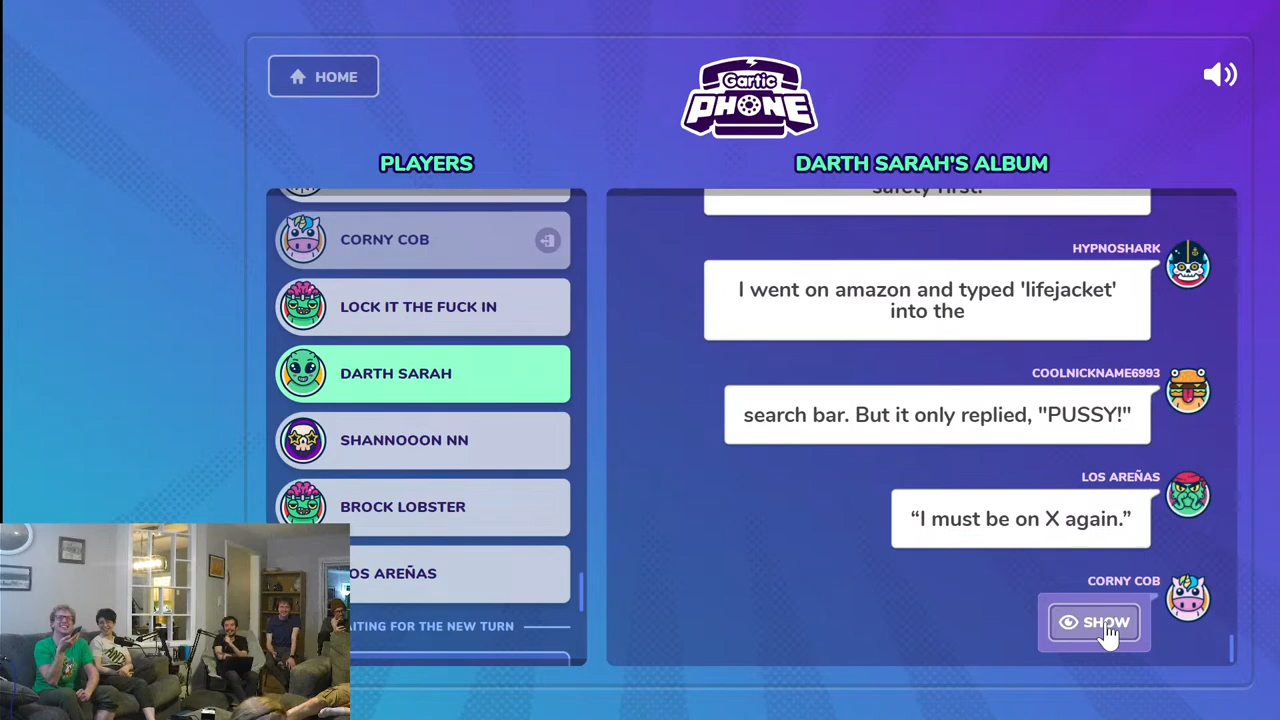 HOME
Gartic
PHONE
PLAYERS
DARTH SARAH'S ALBUM
CORNY COB
LOCK IT THE FUCK IN
DARTH SARAH
SHANNOOON NN
BROCK LOBSTER
OS AREÑAS
AITING FOR THE NEW TURN
safety first.
HYPNOSHARK
I went on amazon and typed 'lifejacket'
into the
COOLNICKNAME6993
search bar. But it only replied, "PUSSY!"
LOS AREÑAS
“I must be on X again.”
CORNY COB
SHOW